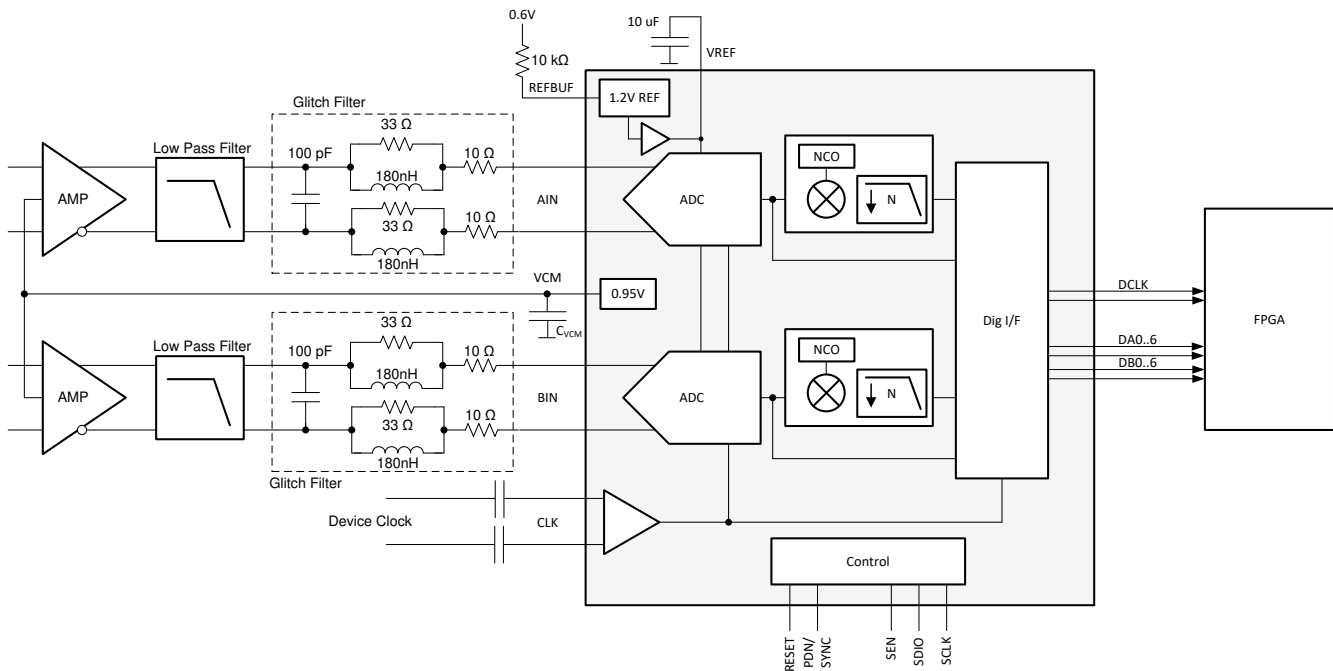 0.6V
10 uF
VREF
10 kΩ
REFBUF
1.2V REF
Glitch Filter
33 Ω
Low Pass Filter
100 pF
10 Ω
180nH
AMP
AIN
ADC
NCO
N
33 Ω
10 Ω
180nH
VCM
0.95V
CVCM
Dig I/F
DCLK
FPGA
DA0..6
DB0..6
33 Ω
Low Pass Filter
100 pF
10 Ω
180nH
AMP
BIN
ADC
NCO
N
33 Ω
10 Ω
180nH
Glitch Filter
Device Clock
CLK
Control
RESET
PDN/
SYNC
SEN
SDIO
SCLK